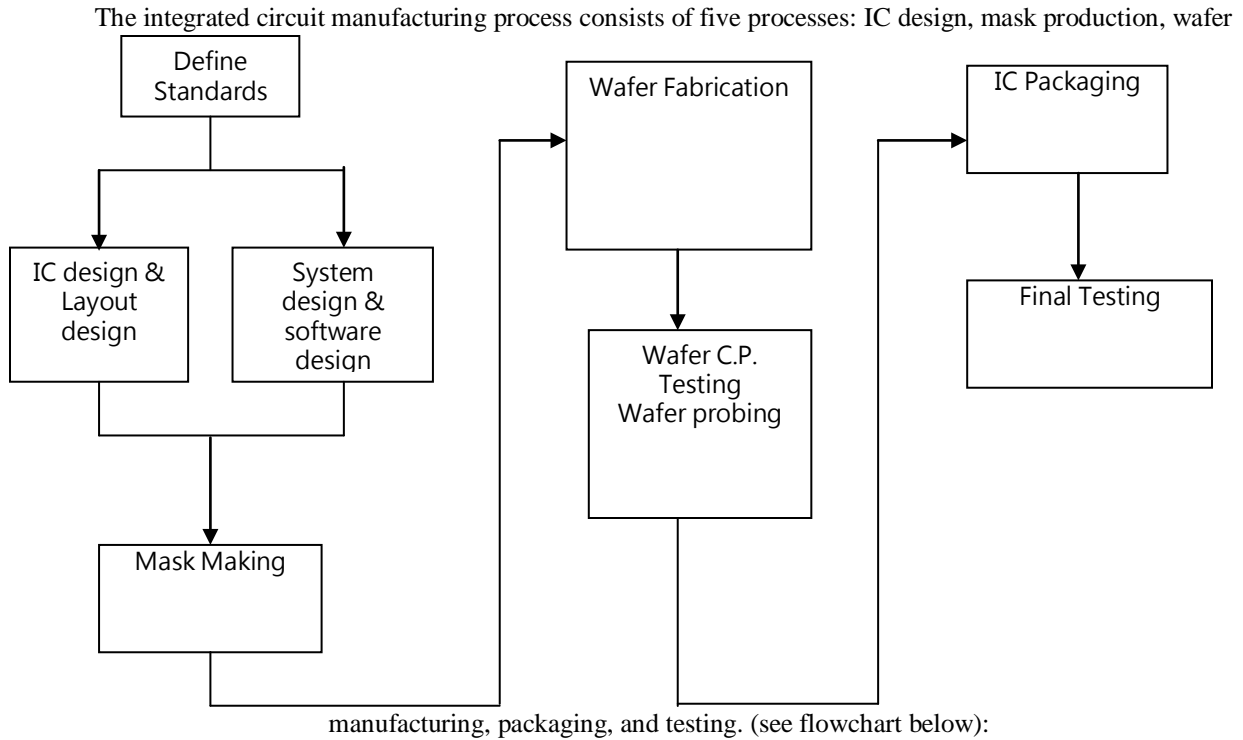 The integrated circuit manufacturing process consists of five processes: IC design, mask production, wafer
Define
Standards
IC design &
Layout
design
System
design &
software
design
Mask Making
Wafer Fabrication
Wafer C.P.
Testing
Wafer probing
IC Packaging
Final Testing
manufacturing, packaging, and testing. (see flowchart below):